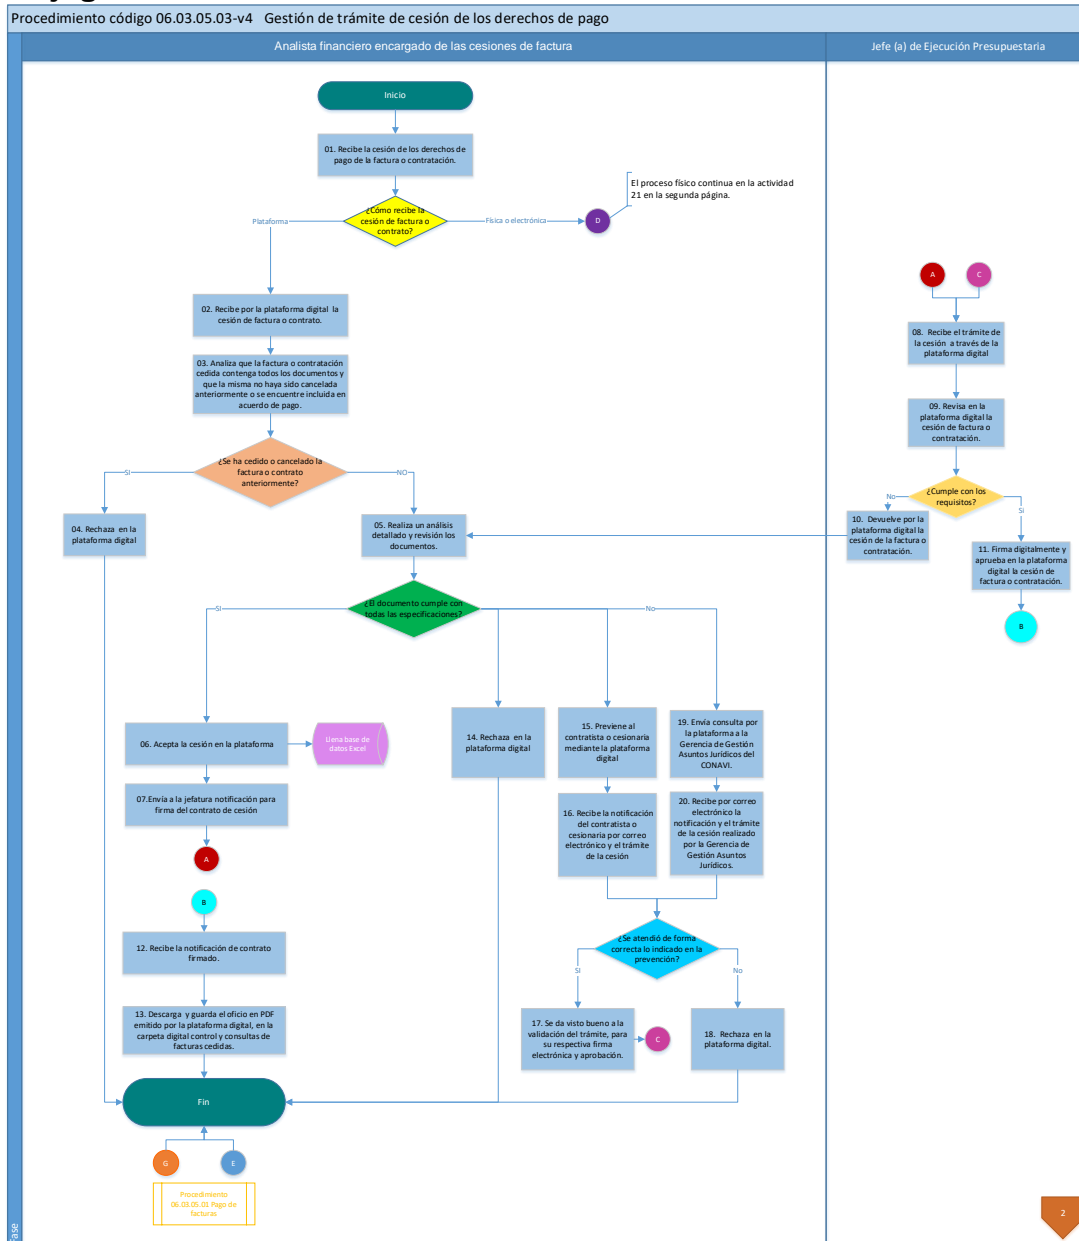 Procedimiento código 06.03.05.03-v4 Gestión de trámite de cesión de los derechos de pago
Analista financiero encargado de las cesiones de factura
Jefe (a) de Ejecución Presupuestaria
Inicio
01. Recibe la cesión de los derechos de
pago de la factura o contratación.
El proceso físico continua en la actividad
21 en la segunda página.
¿Cómo recibe la
cesión de factura o
contrato?
Plataforma
Física o electrónica
D
A
C
02. Recibe por la plataforma digital la
cesión de factura o contrato.
08. Recibe el trámite de
la cesión a través de la
plataforma digital
03. Analiza que la factura o contratación
cedida contenga todos los documentos y
que la misma no haya sido cancelada
anteriormente o se encuentre incluida en
acuerdo de pago.
09. Revisa en la
plataforma digital la
cesión de factura o
contratación.
¿Se ha cedido o cancelado la
factura o contrato
anteriormente?
SI
NO
¿Cumple con los
requisitos?
No
Si
04. Rechaza en la
plataforma digital
05. Realiza un análisis
detallado y revisión los
documentos.
10. Devuelve por la
plataforma digital la
cesión de la factura o
contratación.
11. Firma digitalmente y
aprueba en la plataforma
digital la cesión de
factura o contratación.
B
¿El documento cumple con
todas las especificaciones?
SI
No
06. Acepta la cesión en la plataforma
Llena base de
datos Excel
14. Rechaza en la
plataforma digital
15. Previene al
contratista o cesionaria
mediante la plataforma
digital
19. Envía consulta por
la plataforma a la
Gerencia de Gestión
Asuntos Jurídicos del
CONAVI.
07.Envía a la jefatura notificación para
firma del contrato de cesión
16. Recibe la notificación
del contratista o
cesionaria por correo
electrónico y el trámite
de la cesión
20. Recibe por correo
electrónico la
notificación y el trámite
de la cesión realizado
por la Gerencia de
Gestión Asuntos
Jurídicos.
A
B
12. Recibe la notificación de contrato
firmado.
¿Se atendió de forma
correcta lo indicado en la
prevención?
SI
No
13. Descarga y guarda el oficio en PDF
emitido por la plataforma digital, en la
carpeta digital control y consultas de
facturas cedidas.
17. Se da visto bueno a la
validación del trámite, para
su respectiva firma
electrónica y aprobación.
C
18. Rechaza en la
plataforma digital.
Fin
G
E
Procedimiento
06.03.05.01 Pago de
facturas
2